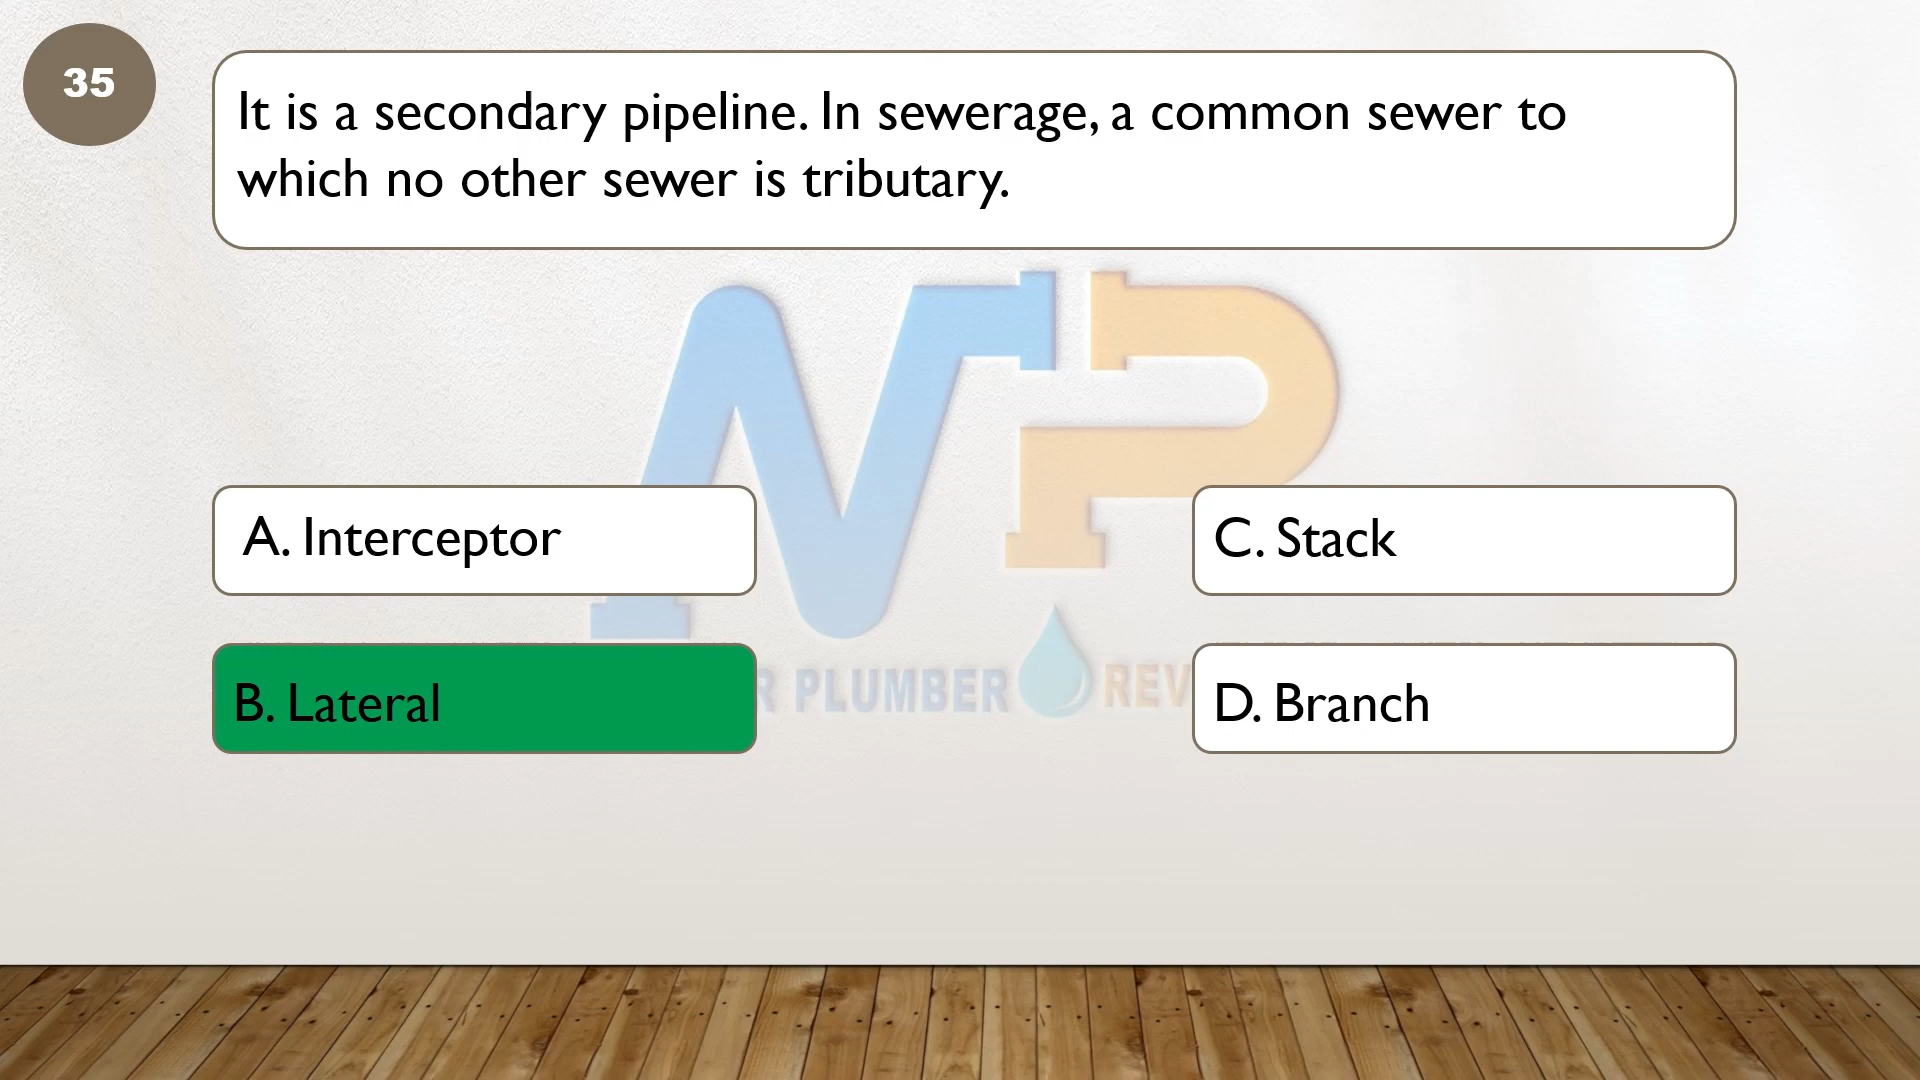 35
It is a secondary pipeline. In sewerage, a common sewer to
which no other sewer is tributary.
A. Interceptor
C. Stack
B. Lateral
D. Branch
PLUMBER